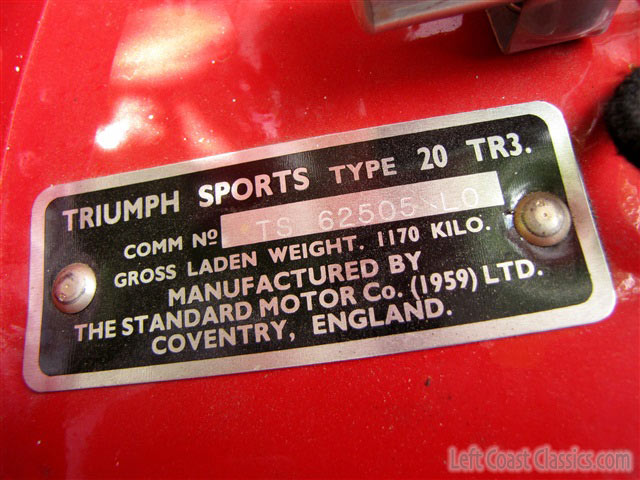 TRIUMPH SPORTS TYPE 20 TR3.
COMM Nº TS 62505 LO
GROSS LADEN WEIGHT. 1170 KILO.
MANUFACTURED BY
THE STANDARD MOTOR Co. (1959) LTD.
COVENTRY, ENGLAND.
Left Coast Classics.com